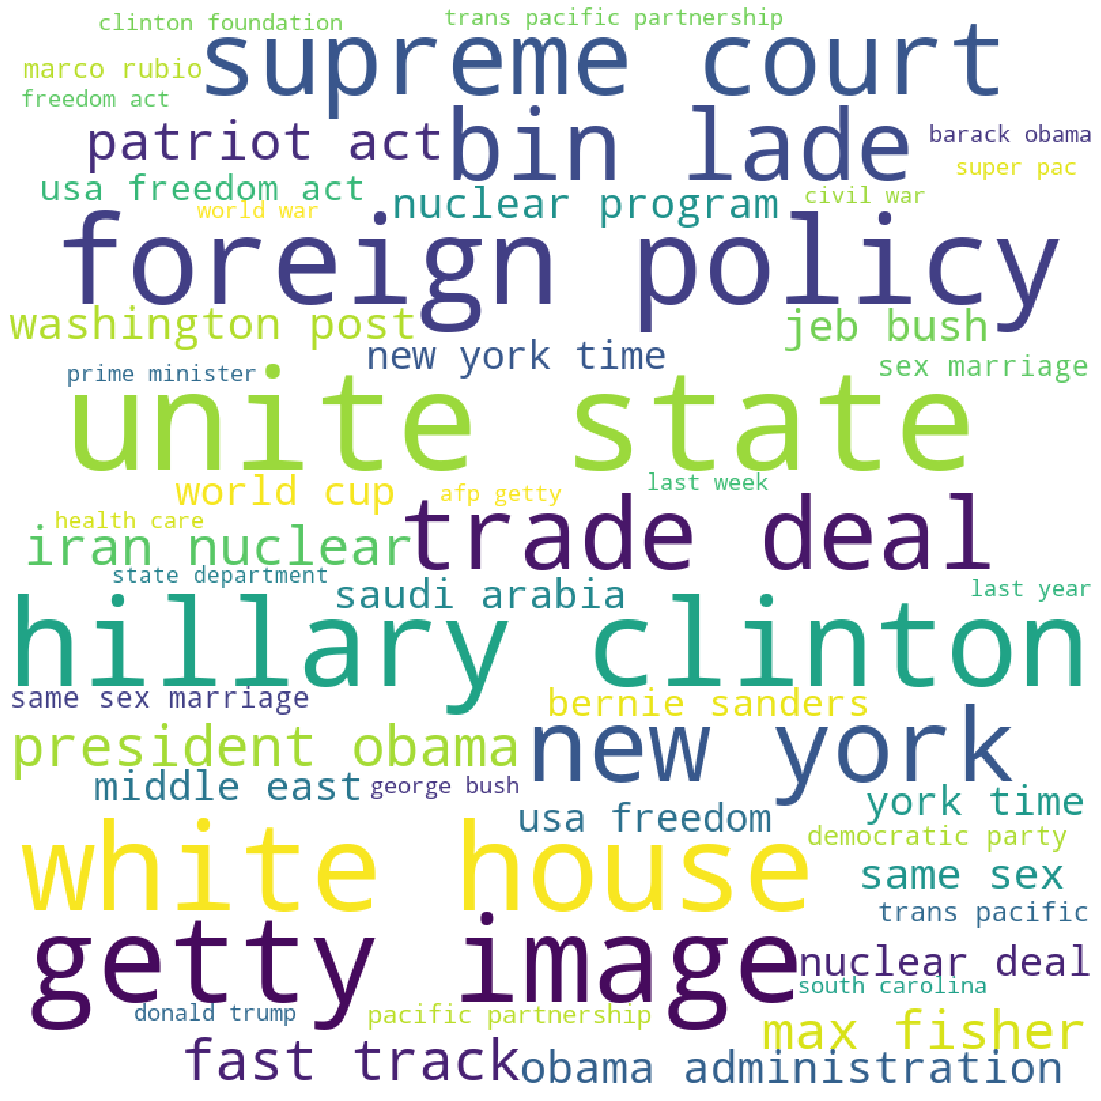 clinton foundation
trans pacific partnership
supreme court
marco rubio
freedom act
patriot act
bin lade
barack obama
super pac
usa freedom act
nuclear program
civil war
world war
foreign policy
washington post
jeb bush
new york time
sex marriage
prime minister
unite state
world cup
afp getty
last week
health care
trade deal
iran nuclear
state department
saudi arabia
last year
hillary clinton
same sex marriage
bernie sanders
new york
president obama
middle east
george bush
usa freedom
york time
democratic party
white house
same sex
trans pacific
getty image
nuclear deal
south carolina
donald trump
pacific partnership
max fisher
fast track
obama administration